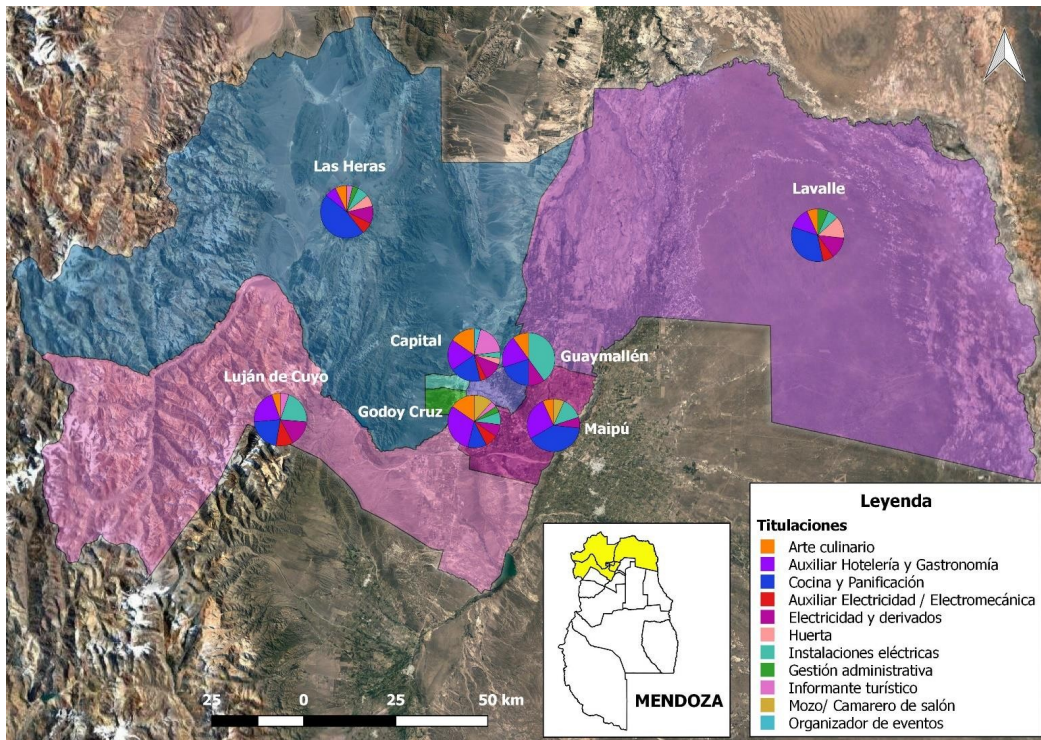 Las Heras
Lavalle
Capital
Guaymallén
Luján de Cuyo
Godoy Cruz
Maipú
Leyenda
Titulaciones
Arte culinario
Auxiliar Hotelería y Gastronomía
Cocina y Panificación
Auxiliar Electricidad / Electromecánica
Electricidad y derivados
Huerta
Instalaciones eléctricas
Gestión administrativa
Informante turístico
Mozo/ Camarero de salón
Organizador de eventos
MENDOZA
25 0 25 50 km